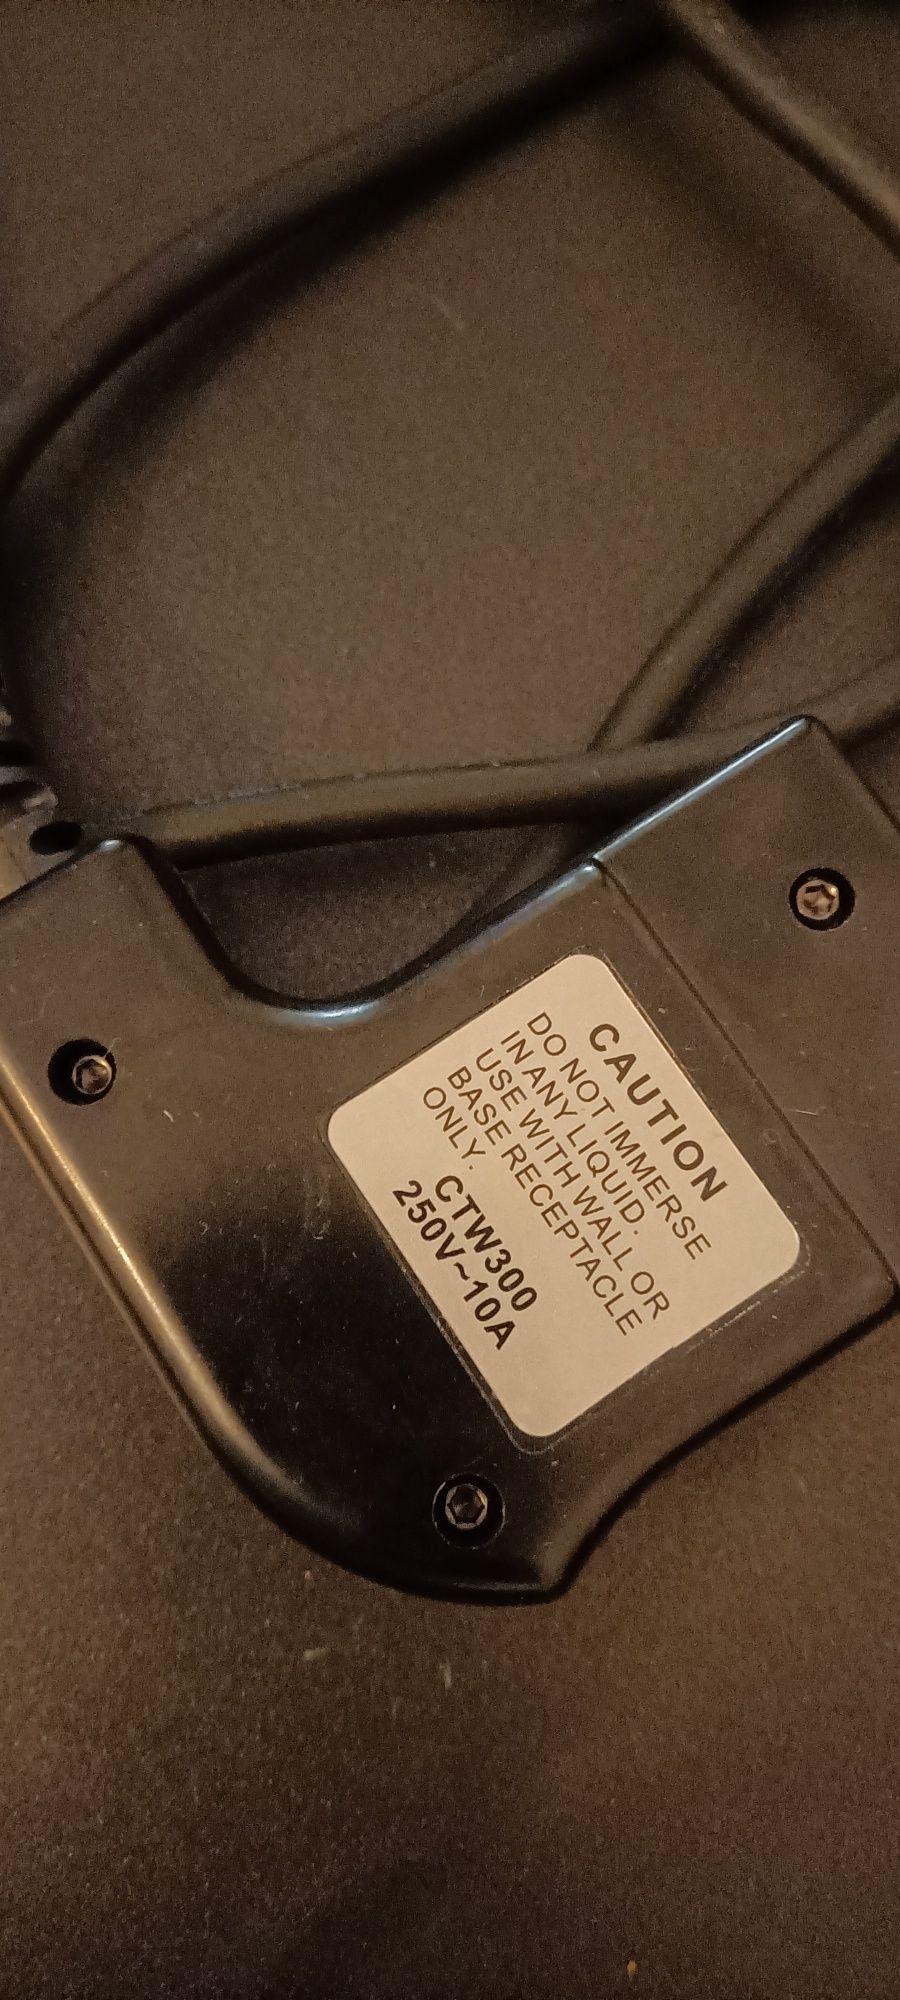 CAUTION
DO NOT IMMERSE
IN ANY LIQUID.
USE WITH WALL OR
BASE RECEPTACLE
ONLY.
CTW300
250V~10A